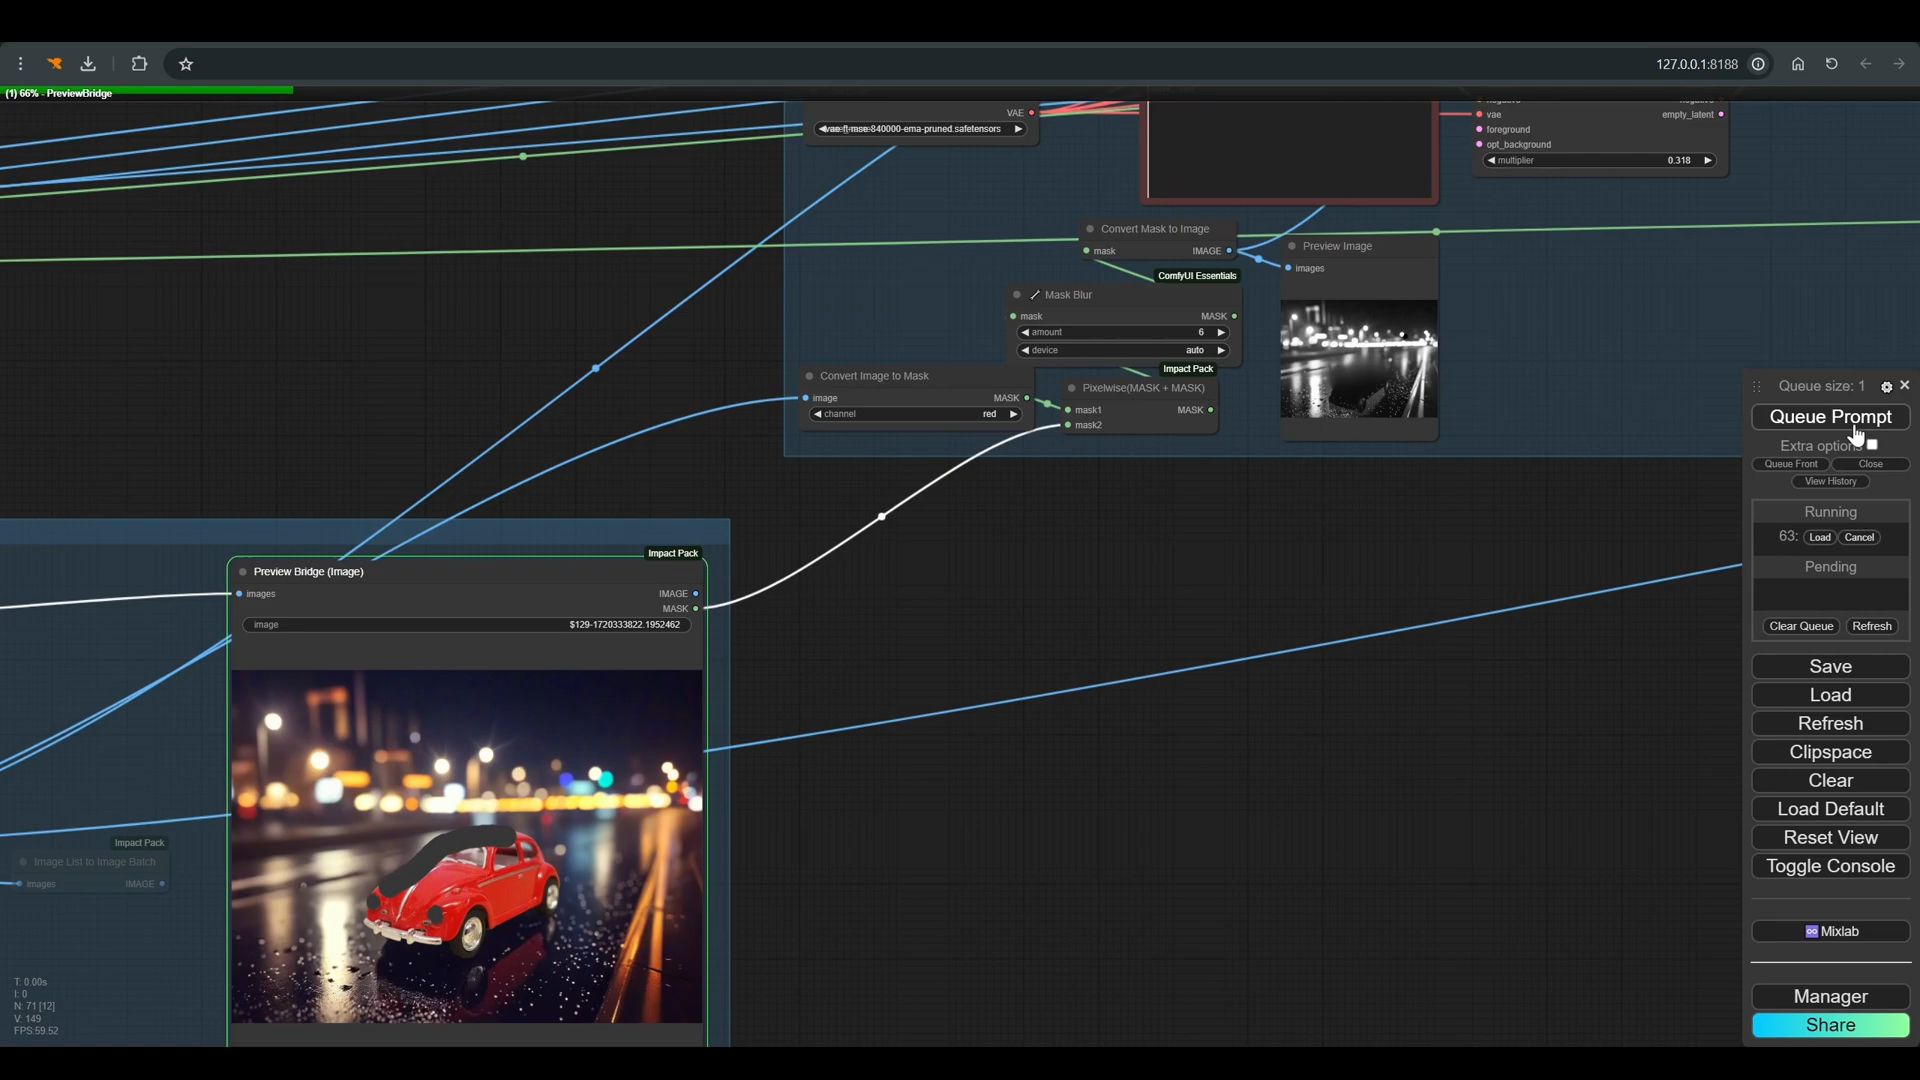 127.0.0.1:8188
(1) 66% - PreviewBridge
VAE
840000-ema-pruned.safetensors
vae
empty_latent
foreground
opt_background
multiplier
0.318
Convert Mask to Image
mask
IMAGE
Preview Image
images
ComfyUI Essentials
Mask Blur
mask
MASK
amount
6
device
auto
Impact Pack
Convert Image to Mask
image
MASK
channel
red
Pixelwise(MASK + MASK)
mask1
MASK
mask2
Impact Pack
Preview Bridge (Image)
images
IMAGE
MASK
image
$129-1720333822.1952462
Impact Pack
Image List to Image Batch
images
IMAGE
T: 0.00s
I: 0
N: 71 [12]
V: 149
FPS:59.52
Queue size: 1
Queue Prompt
Extra options
Queue Front
Close
View History
Running
63:
Load
Cancel
Pending
Clear Queue
Refresh
Save
Load
Refresh
Clipspace
Clear
Load Default
Reset View
Toggle Console
Mixlab
Manager
Share